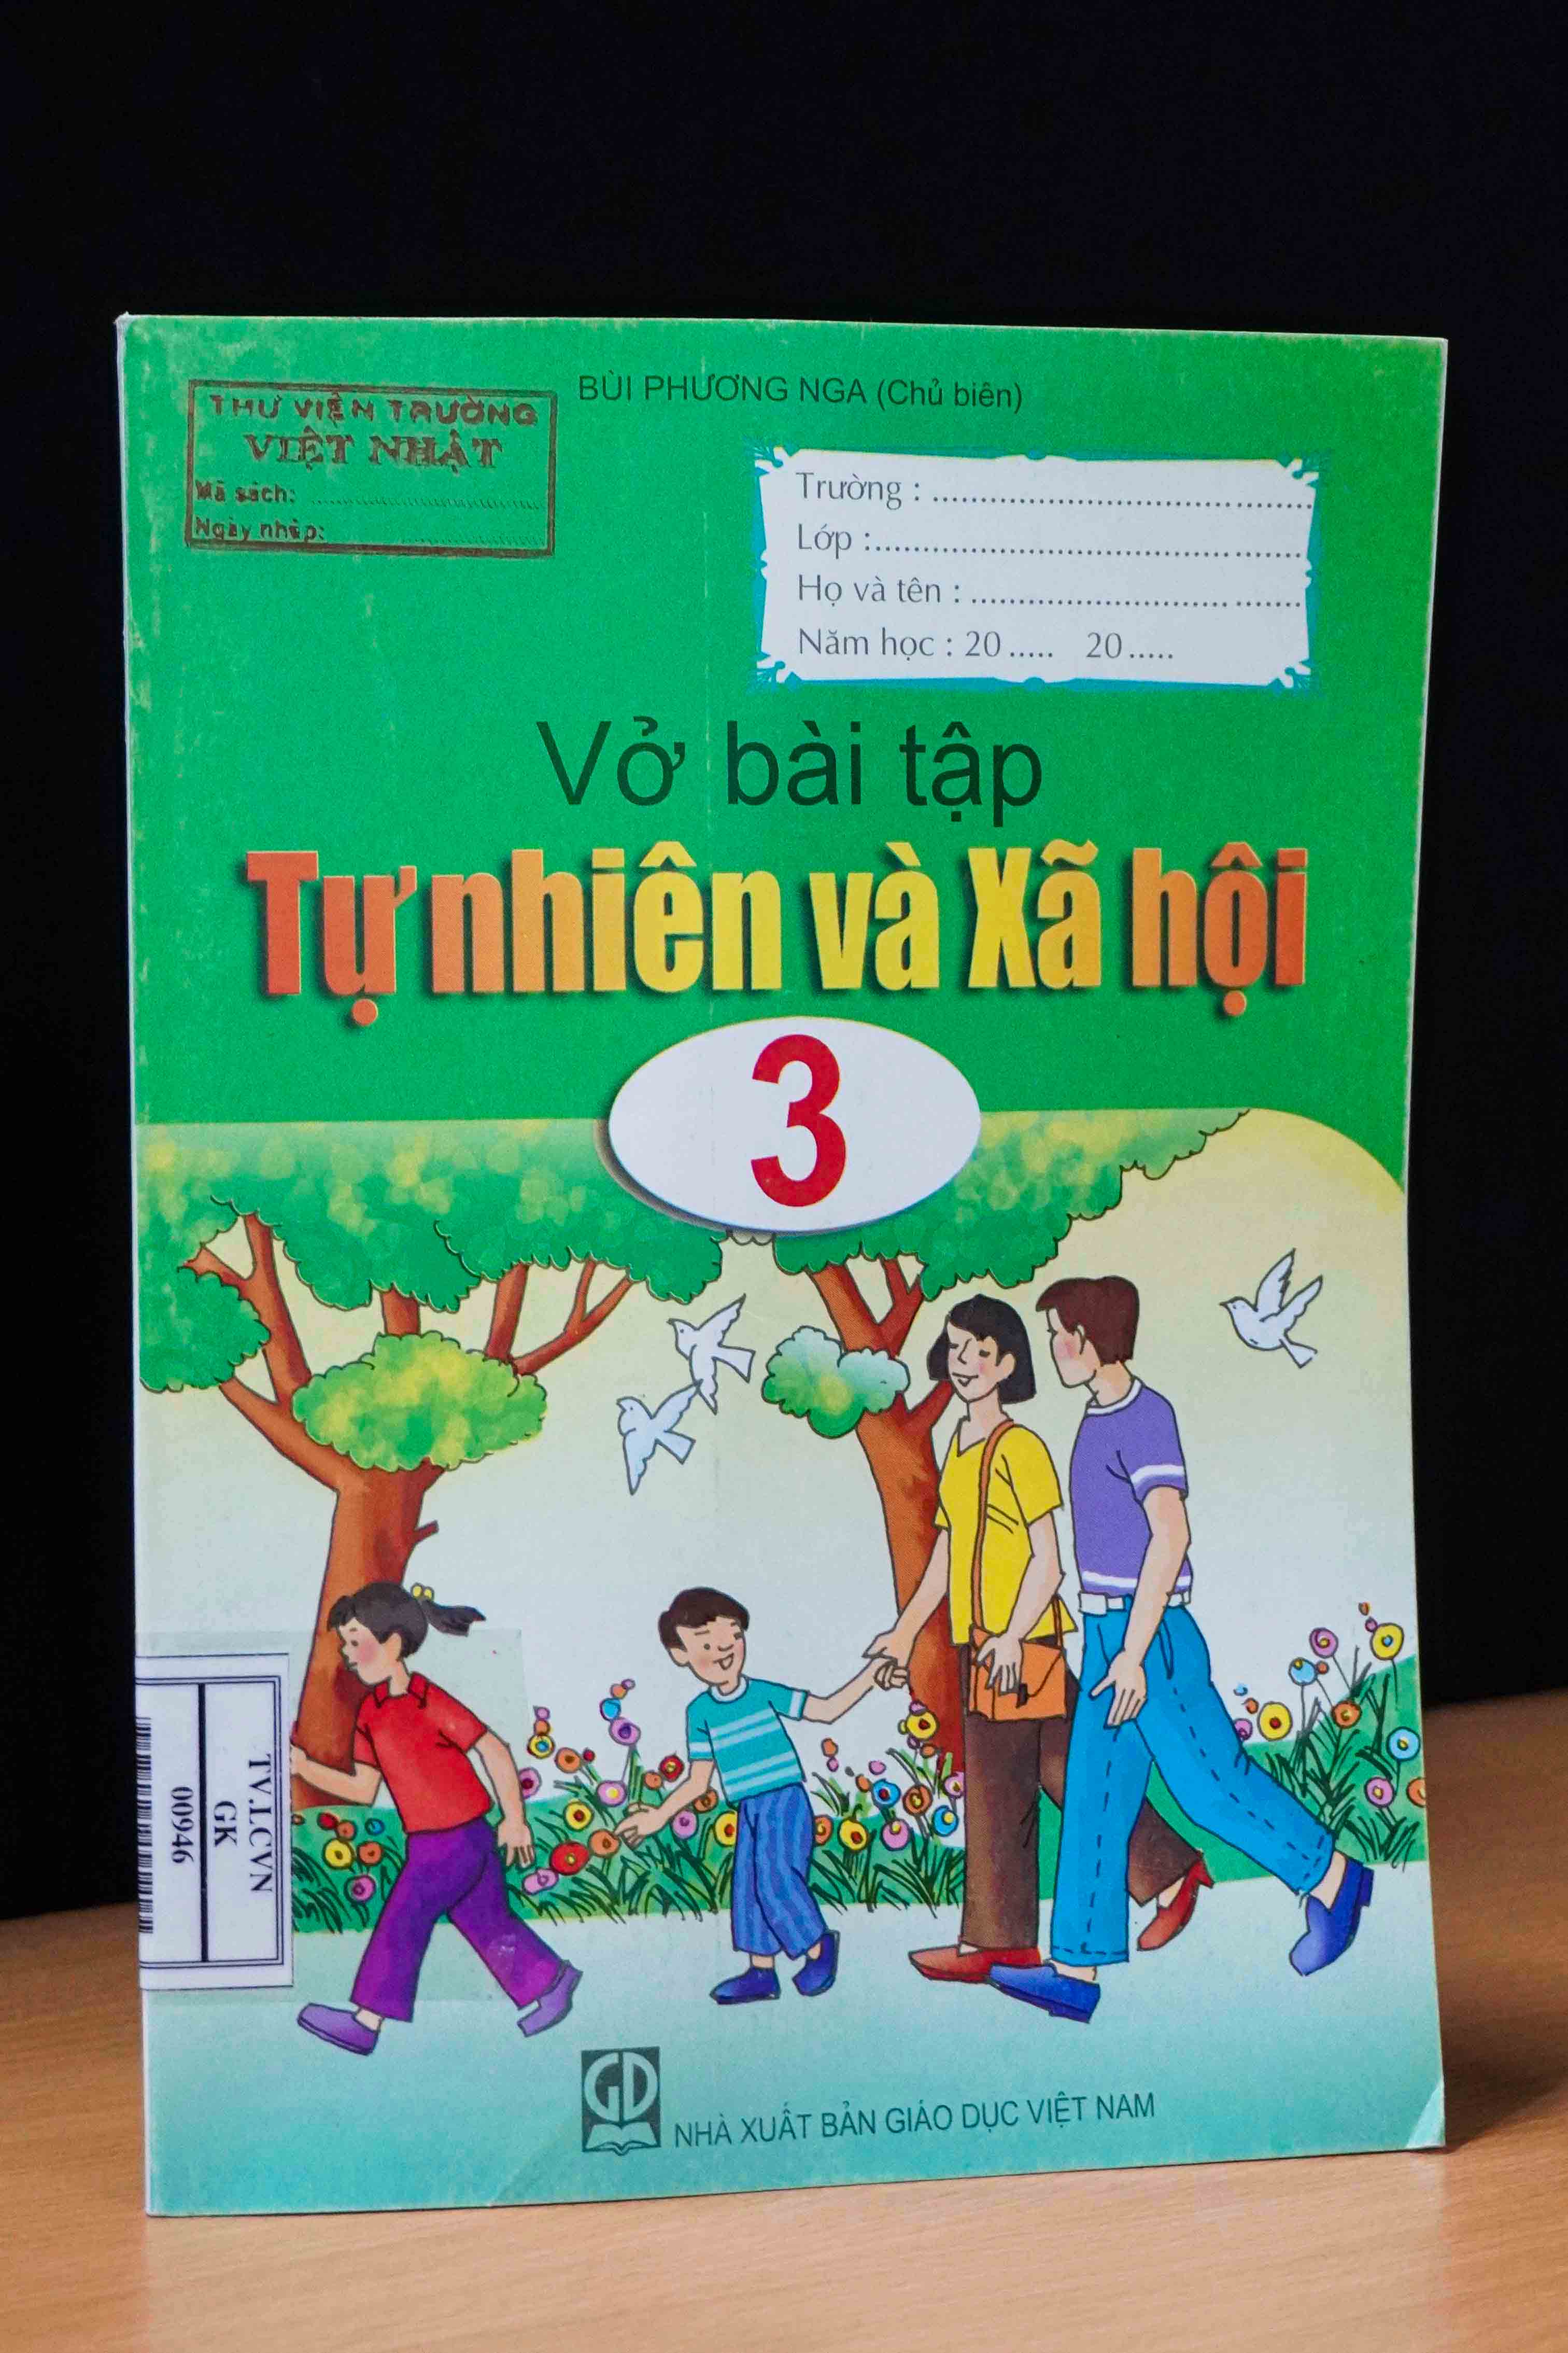 BÙI PHƯƠNG NGA (Chủ biên)
THƯ VIỆN TRƯỜNG
VIỆT NHẬT
Mã sách: ........................................
Ngày nhập: ........................................
Trường : ........................................
Lớp :........................................
Họ và tên : ........................................
Năm học : 20 ..... 20 .....
Vở bài tập
Tự nhiên và Xã hội
3
TV.LCVN
GK
00946
GD
NHÀ XUẤT BẢN GIÁO DỤC VIỆT NAM